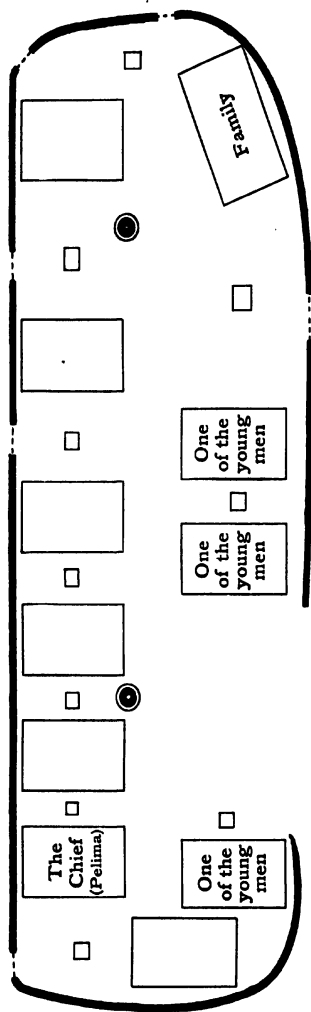 Family
One
of the
young
men
One
of the
young
men
The
Chief
(Pelima)
One
of the
young
men